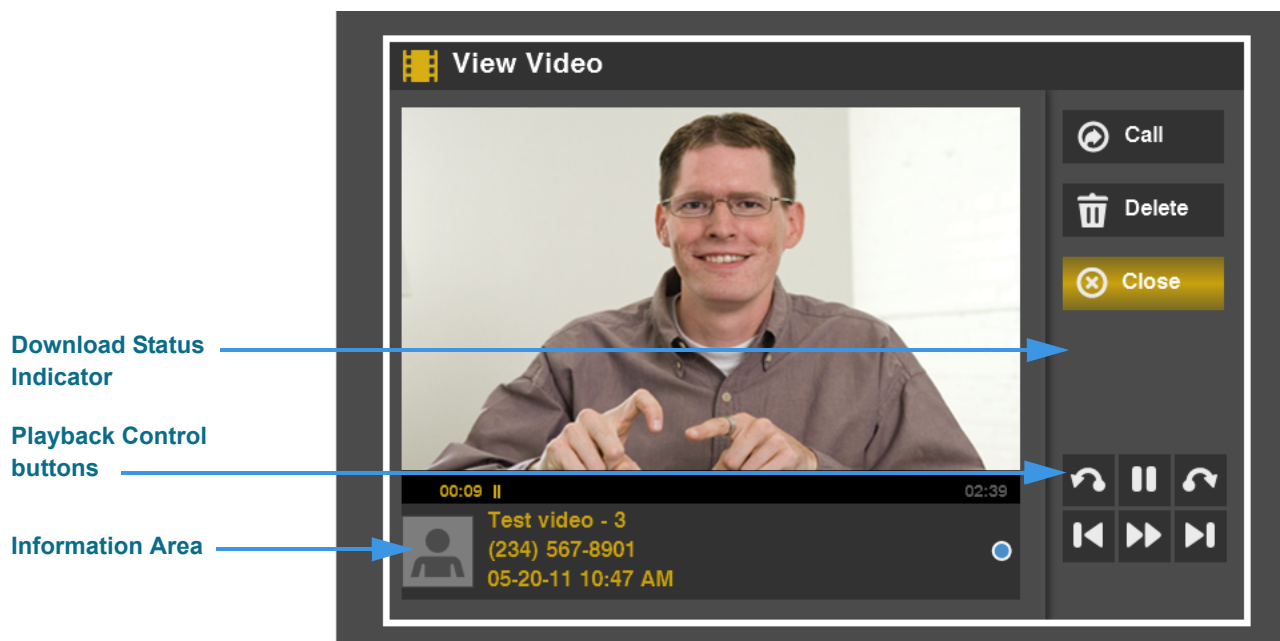 View Video
Call
Delete
Close
Download Status
Indicator
Playback Control
buttons
00:09
02:39
Test video - 3
(234) 567-8901
05-20-11 10:47 AM
Information Area